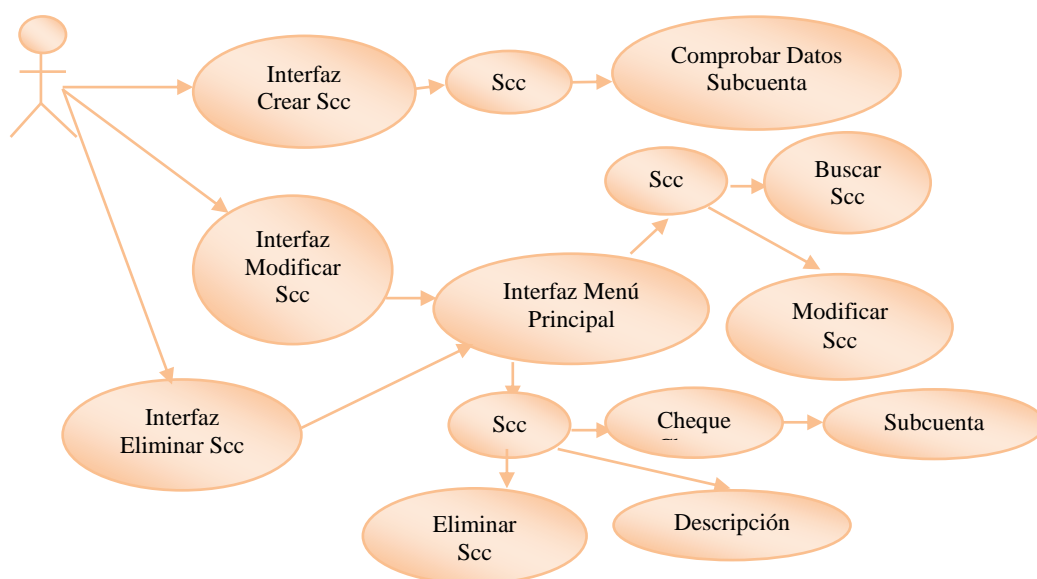 Interfaz
Crear Scc
Scc
Comprobar Datos
Subcuenta
Scc
Buscar
Scc
Interfaz
Modificar
Scc
Interfaz Menú
Principal
Modificar
Scc
Interfaz
Eliminar Scc
Scc
Cheque
Subcuenta
Eliminar
Scc
Descripción